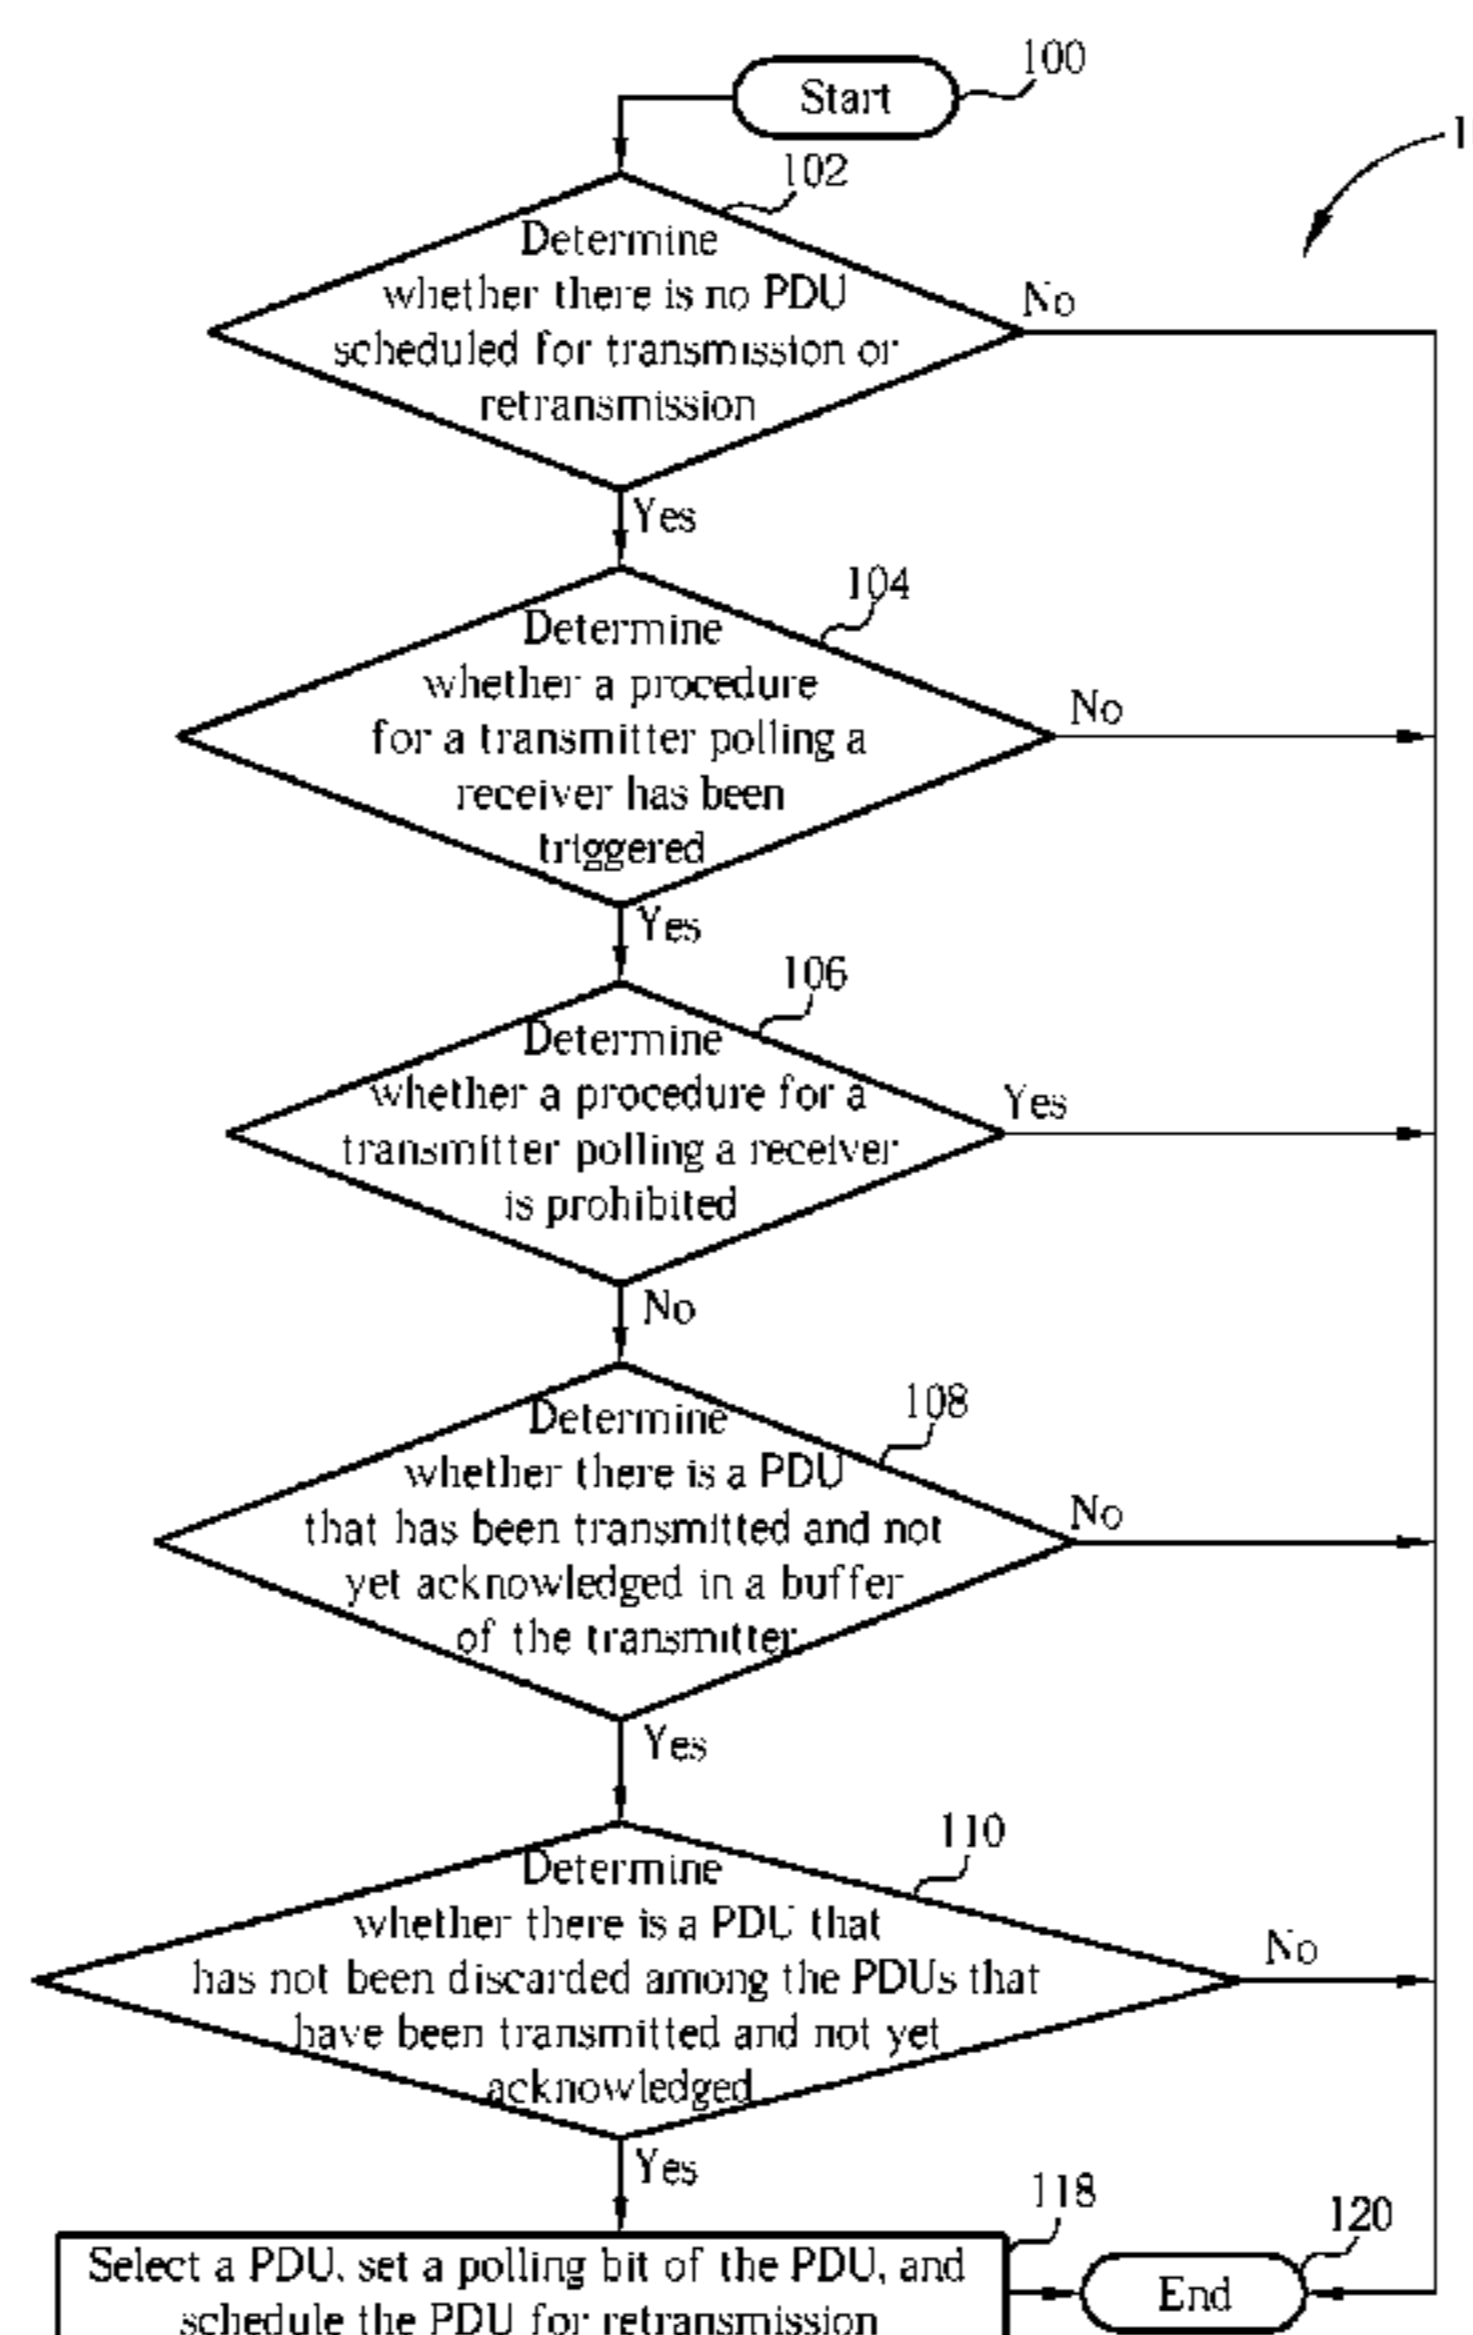 Start
100
102
Determine
whether there is no PDU
scheduled for transmission or
retransmission
No
Yes
104
Determine
whether a procedure
for a transmitter polling a
receiver has been
triggered
No
Yes
106
Determine
whether a procedure for a
transmitter polling a receiver
is prohibited
Yes
No
108
Determine
whether there is a PDU
that has been transmitted and not
yet acknowledged in a buffer
of the transmitter
No
Yes
110
Determine
whether there is a PDU that
has not been discarded among the PDUs that
have been transmitted and not yet
acknowledged
No
Yes
118
Select a PDU, set a polling bit of the PDU, and
schedule the PDU for retransmission
120
End